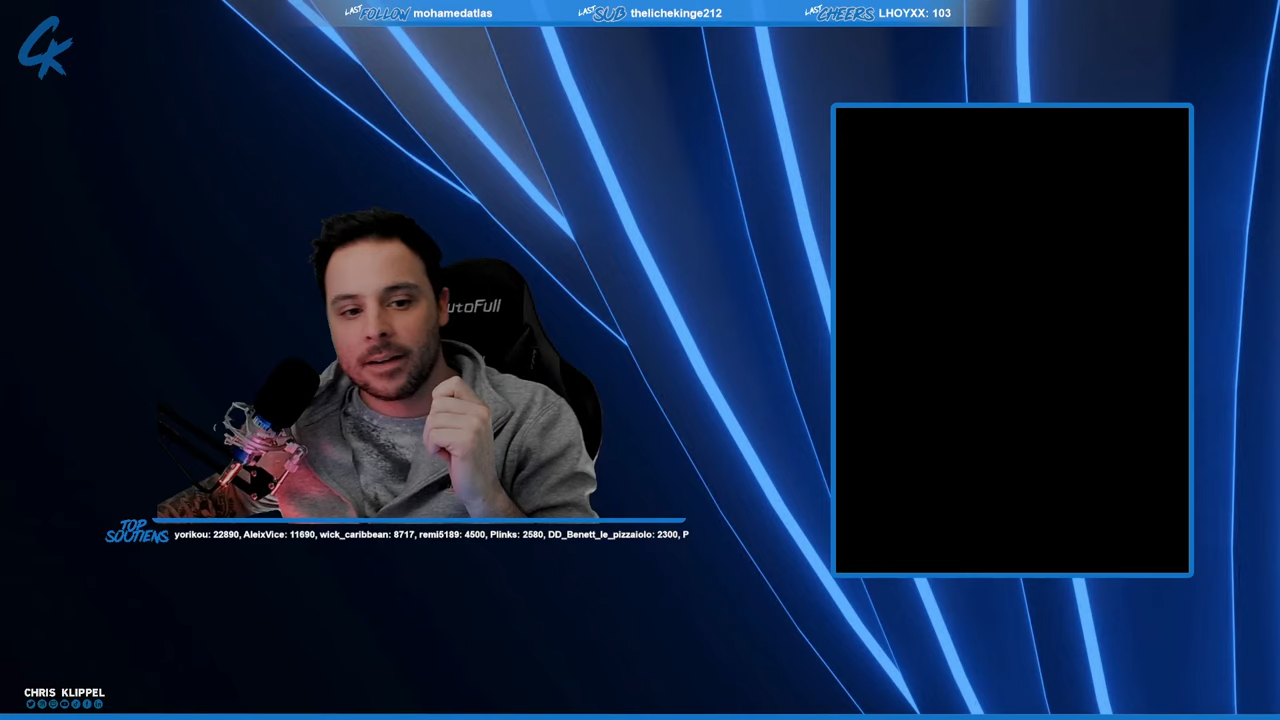 LAST FOLLOW mohamedatlas
LAST SUB thelichekinge212
LAST CHEERS LHOYXX: 103
CK
utoFull
TOP SOUTIENS
yorikou: 22890, AleixVice: 11690, wick_caribbean: 8717, remi5189: 4500, Plinks: 2580, DD_Benett_le_pizzaiolo: 2300, P
CHRIS KLIPPEL